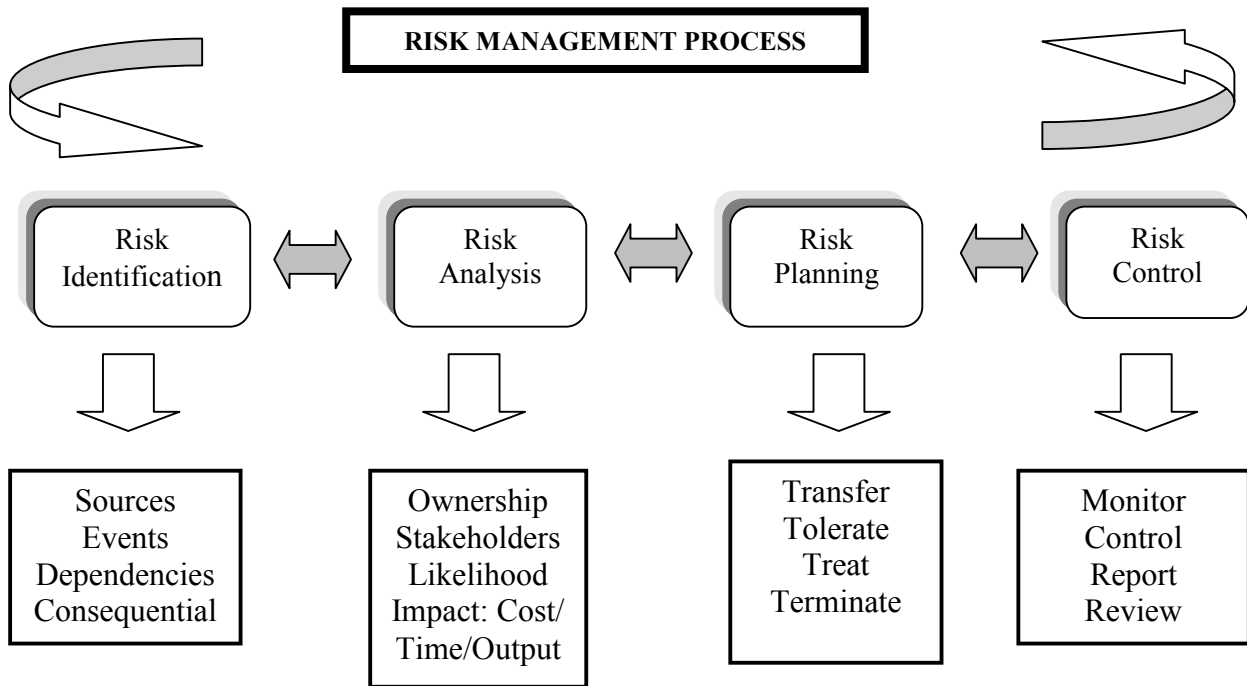 RISK MANAGEMENT PROCESS
Risk
Identification
Risk
Analysis
Risk
Planning
Risk
Control
Sources
Events
Dependencies
Consequential
Ownership
Stakeholders
Likelihood
Impact: Cost/
Time/Output
Transfer
Tolerate
Treat
Terminate
Monitor
Control
Report
Review